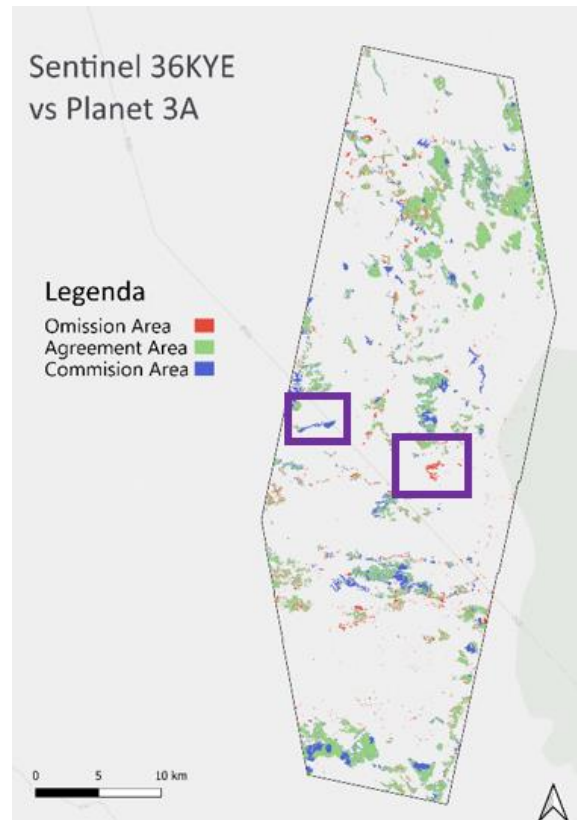 Sentinel 36KYE
vs Planet 3A
Legenda
Omission Area
Agreement Area
Commision Area
0 5 10 km